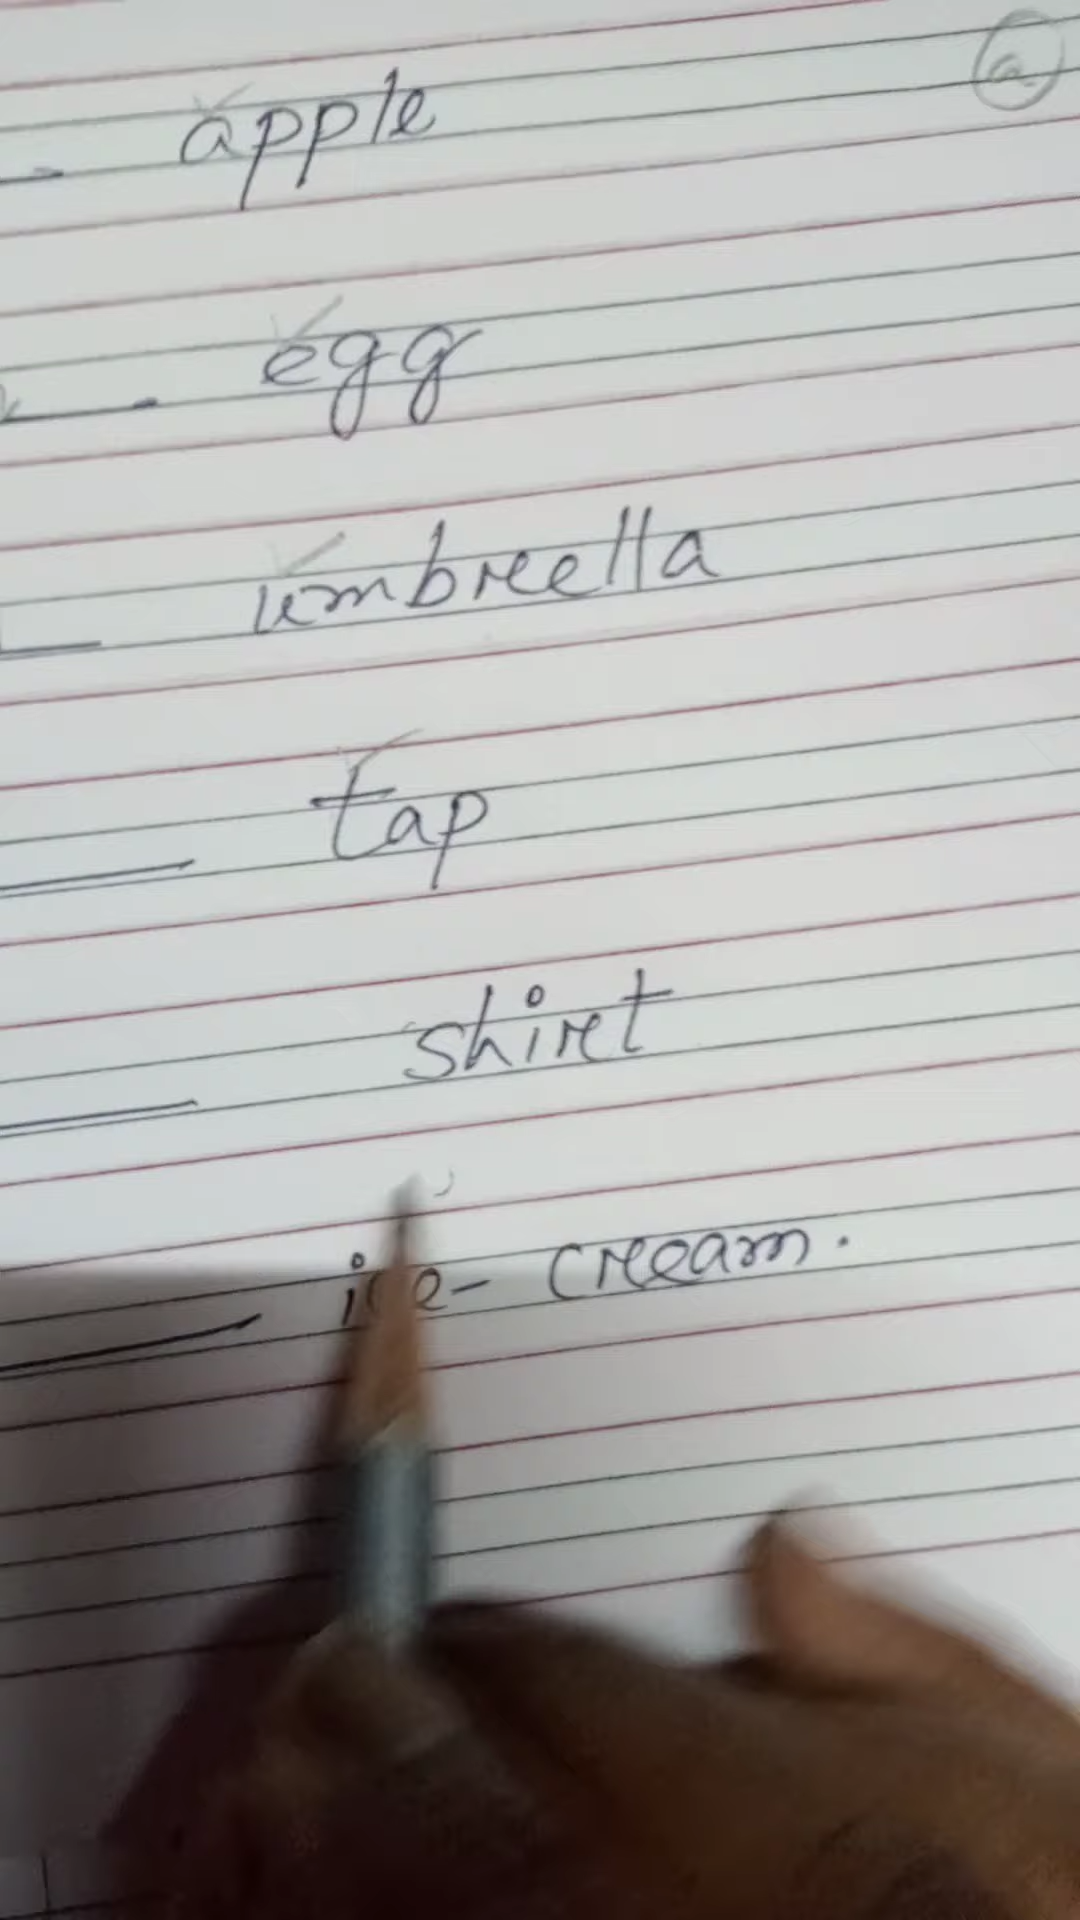 a
apple
egg
umbrella
tap
shirt
ice- cream.